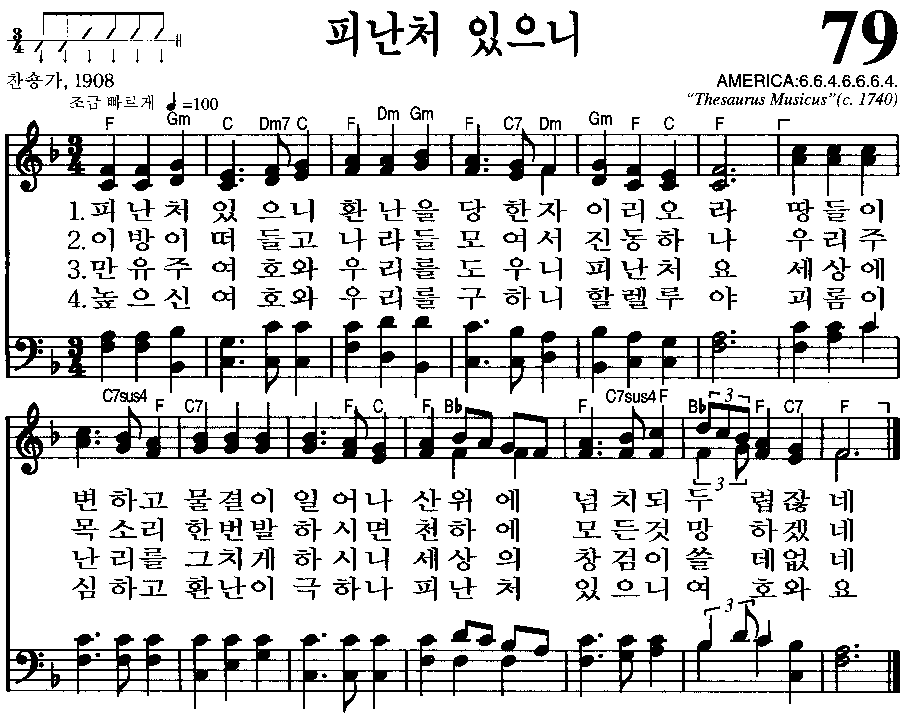 피난처 있으니
79
3/4
찬숑가, 1908
AMERICA:6.6.4.6.6.6.4.
조금 빠르게 ♩=100
"Thesaurus Musicus"(c. 1740)
F Gm C Dm7 C F Dm Gm F C7 Dm Gm F C F
1.피난처 있으니 환난을 당한자 이리오라 땅들이
2.이방이 떠들고 나라들 모여서 진동하나 우리주
3.만유주 여호와 우리를 도우니 피난처요 세상에
4.높으신 여호와 우리를 구하니 할렐루야 괴롬이
C7sus4 F C7 F C F B♭ F C7sus4 F B♭ 3 F C7 F
3
변하고 물결이 일어나 산위에 넘치되 두렵잖네
목소리 한번발하시면 천하에 모든것 망하겠네
난리를 그치게 하시니 세상의 창검이 쓸데없네
심하고 환난이 극하나 피난처 있으니 여호와요
3